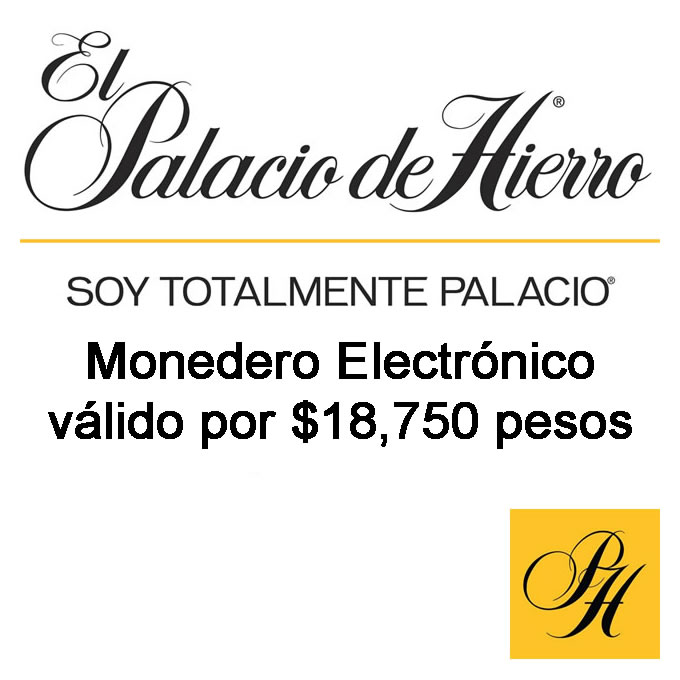 El
Palacio de Hierro®
SOY TOTALMENTE PALACIO®
Monedero Electrónico
válido por $18,750 pesos
PH